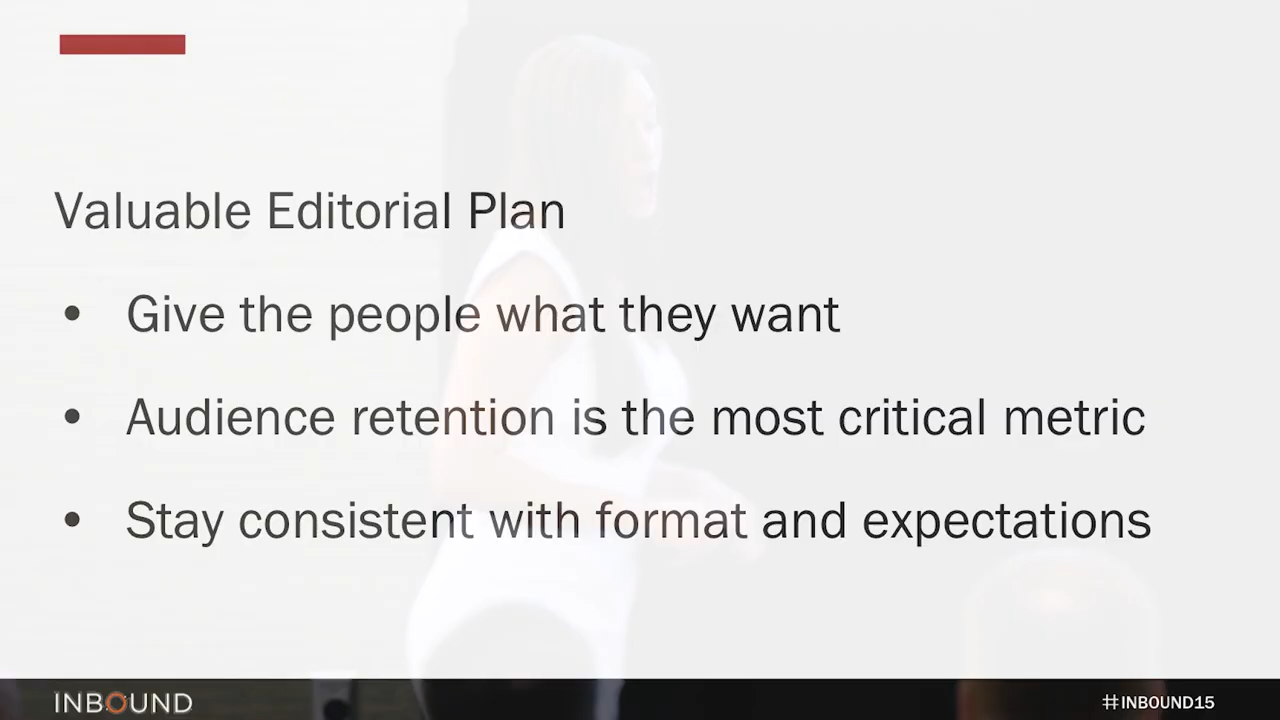 Valuable Editorial Plan
• Give the people what they want
• Audience retention is the most critical metric
• Stay consistent with format and expectations
INBOUND
#INBOUND15